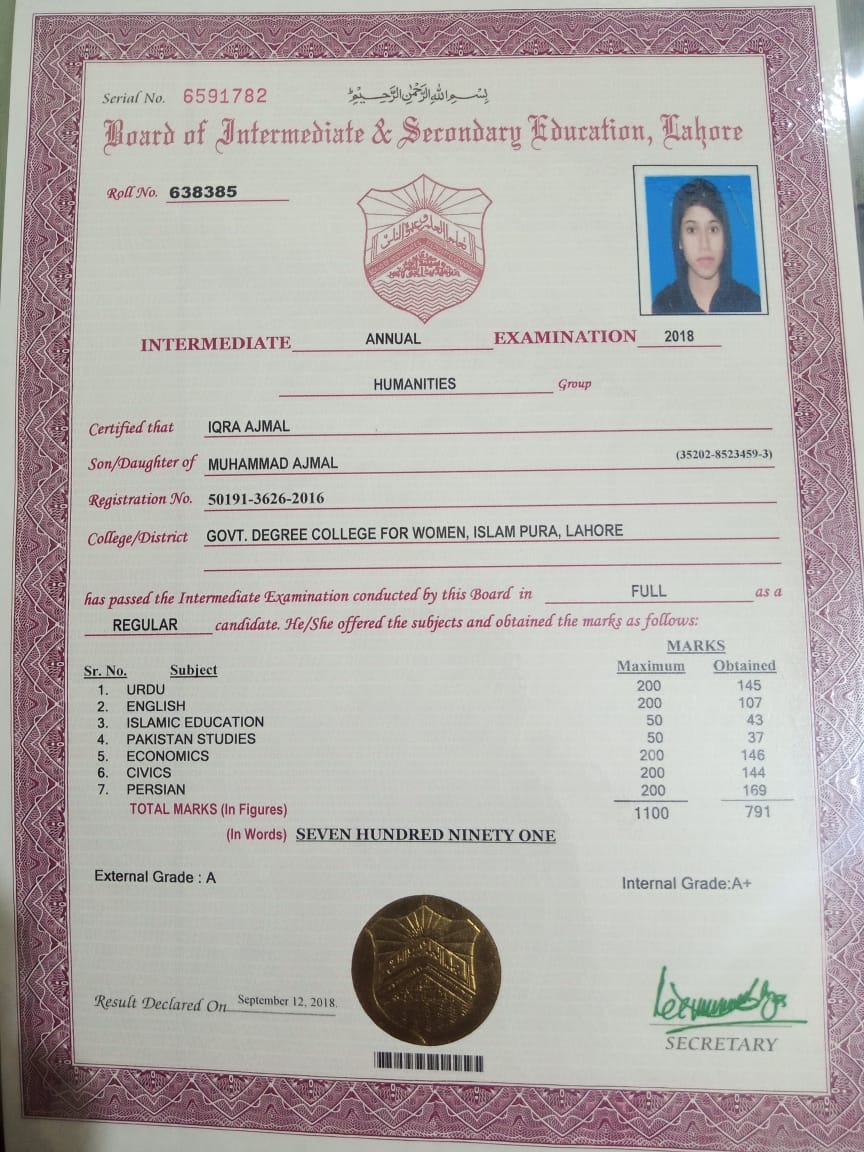 Serial No. 6591782
بسم الله الرحمن الرحيم
Board of Intermediate & Secondary Education, Lahore
Roll No. 638385
INTERMEDIATE ANNUAL EXAMINATION 2018
HUMANITIES Group
Certified that IQRA AJMAL
Son/Daughter of MUHAMMAD AJMAL (35202-8523459-3)
Registration No. 50191-3626-2016
College/District GOVT. DEGREE COLLEGE FOR WOMEN, ISLAM PURA, LAHORE
has passed the Intermediate Examination conducted by this Board in FULL as a
REGULAR candidate. He/She offered the subjects and obtained the marks as follows:
MARKS
Sr. No. Subject Maximum Obtained
1. URDU 200 145
2. ENGLISH 200 107
3. ISLAMIC EDUCATION 50 43
4. PAKISTAN STUDIES 50 37
5. ECONOMICS 200 146
6. CIVICS 200 144
7. PERSIAN 200 169
TOTAL MARKS (In Figures) 1100 791
(In Words) SEVEN HUNDRED NINETY ONE
External Grade : A Internal Grade:A+
Result Declared On September 12, 2018.
SECRETARY